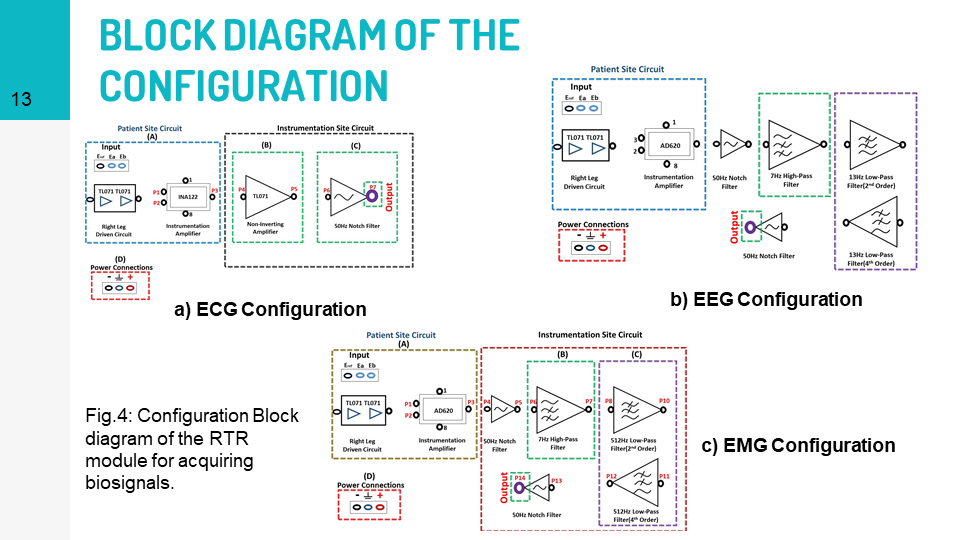 BLOCK DIAGRAM OF THE
CONFIGURATION
13
Patient Site Circuit
(A)
Input
Eref Ea Eb
TL071 TL071
Right Leg
Driven Circuit
P1
P2
1
INA122
8
P3
Instrumentation
Amplifier
Instrumentation Site Circuit
(B)
P4
TL071
P5
Non-Inverting
Amplifier
(C)
P6
P7
Output
50Hz Notch Filter
(D)
Power Connections
- +
a) ECG Configuration
Patient Site Circuit
Input
Eref Ea Eb
TL071 TL071
Right Leg
Driven Circuit
1
3
2
AD620
8
Instrumentation
Amplifier
50Hz Notch
Filter
7Hz High-Pass
Filter
13Hz Low-Pass
Filter(2nd Order)
13Hz Low-Pass
Filter(4th Order)
Output
50Hz Notch Filter
Power Connections
- +
b) EEG Configuration
Patient Site Circuit
(A)
Input
Eref Ea Eb
TL071 TL071
Right Leg
Driven Circuit
P1
P2
1
AD620
8
P3
Instrumentation
Amplifier
Instrumentation Site Circuit
P4
P5
50Hz Notch
Filter
(B)
P6
P7
7Hz High-Pass
Filter
(C)
P8
P10
512Hz Low-Pass
Filter(2nd Order)
P12
P11
512Hz Low-Pass
Filter(4th Order)
Output
P14
P13
50Hz Notch Filter
(D)
Power Connections
- +
c) EMG Configuration
Fig.4: Configuration Block
diagram of the RTR
module for acquiring
biosignals.